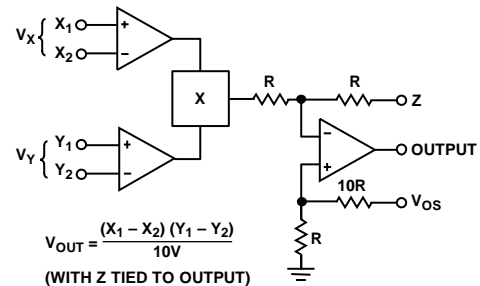 VX { X1 +
X2 –
X
R
R
Z
VY { Y1 +
Y2 –
–
+
OUTPUT
10R
VOS
R
VOUT = (X1 – X2) (Y1 – Y2)
10V
(WITH Z TIED TO OUTPUT)